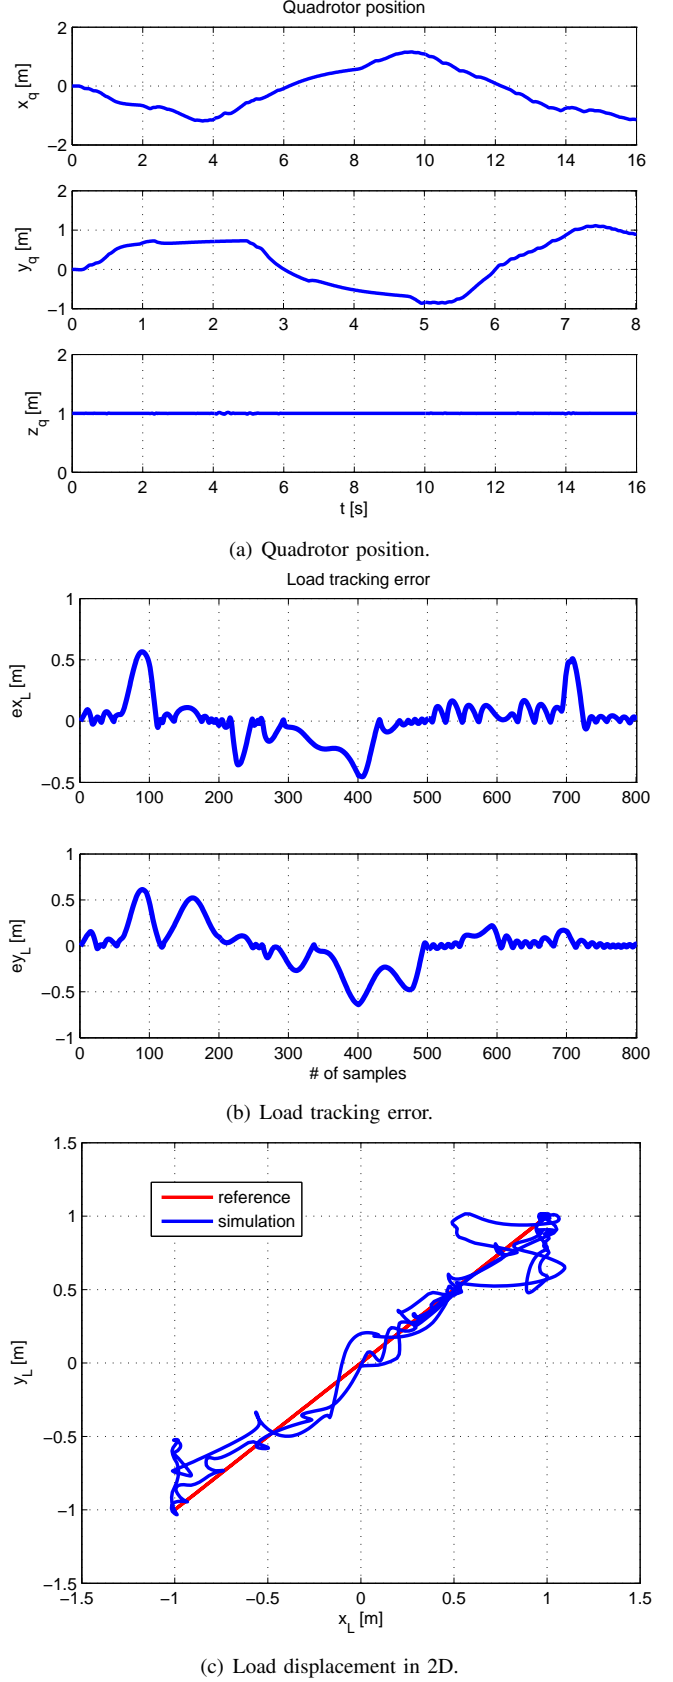 Quadrotor position
2
0
−2
x_q [m]
0 2 4 6 8 10 12 14 16
2
1
0
−1
y_q [m]
0 1 2 3 4 5 6 7 8
2
1
0
z_q [m]
0 2 4 6 8 10 12 14 16
t [s]
(a) Quadrotor position.
Load tracking error
1
0.5
0
−0.5
ex_L [m]
0 100 200 300 400 500 600 700 800
1
0.5
0
−0.5
−1
ey_L [m]
0 100 200 300 400 500 600 700 800
# of samples
(b) Load tracking error.
1.5
1
0.5
0
−0.5
−1
−1.5
y_L [m]
reference
simulation
−1.5 −1 −0.5 0 0.5 1 1.5
x_L [m]
(c) Load displacement in 2D.